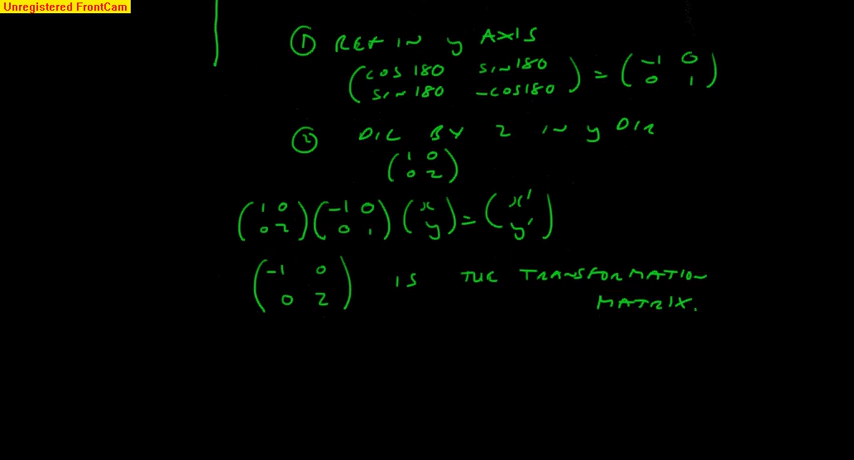 Unregistered FrontCam
① REF IN y AXIS
(cos 180 sin 180
sin 180 -cos 180) = (-1 0
0 1)
② DIL BY 2 IN y DIR
(1 0
0 2)
(1 0
0 2)(-1 0
0 1)(x
y) = (x'
y')
(-1 0
0 2) IS THE TRANSFORMATION
MATRIX.